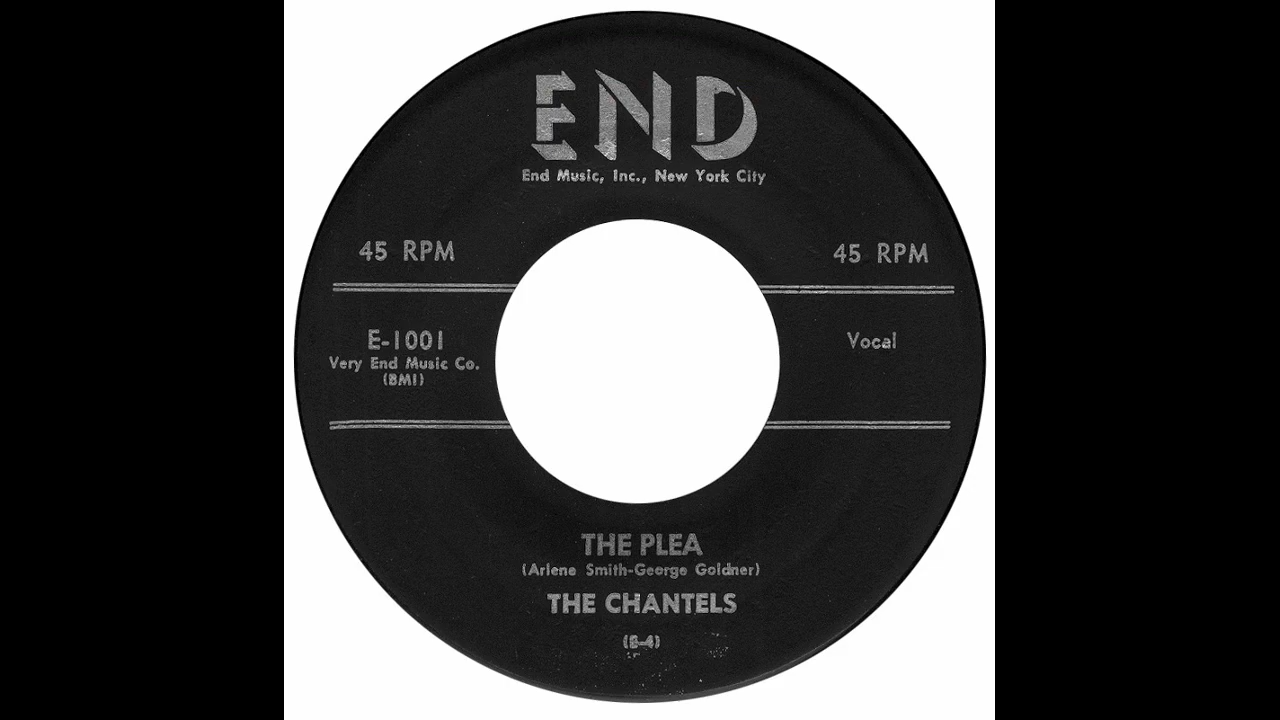 END
End Music, Inc., New York City
45 RPM
45 RPM
E-1001
Vocal
Very End Music Co.
(BMI)
THE PLEA
(Arlene Smith-George Goldner)
THE CHANTELS